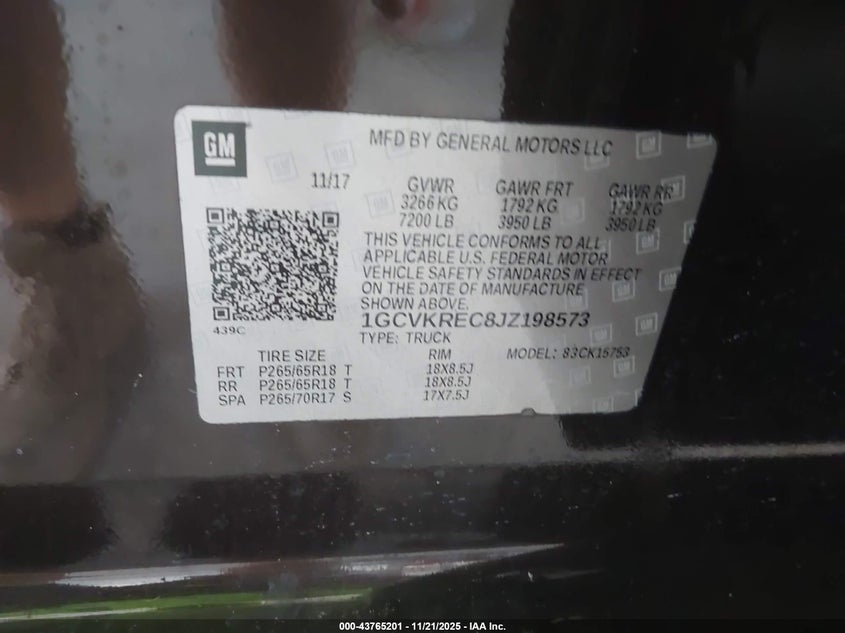 GM
MFD BY GENERAL MOTORS LLC
11/17
GVWR GAWR FRT GAWR RR
3266 KG 1792 KG 1792 KG
7200 LB 3950 LB 3950 LB
THIS VEHICLE CONFORMS TO ALL
APPLICABLE U.S. FEDERAL MOTOR
VEHICLE SAFETY STANDARDS IN EFFECT
ON THE DATE OF MANUFACTURE
SHOWN ABOVE.
439C
1GCVKREC8JZ198573
TYPE: TRUCK
TIRE SIZE RIM MODEL: 83CK15753
FRT P265/65R18 T 18X8.5J
RR P265/65R18 T 18X8.5J
SPA P265/70R17 S 17X7.5J
000-43765201 - 11/21/2025 - IAA Inc.